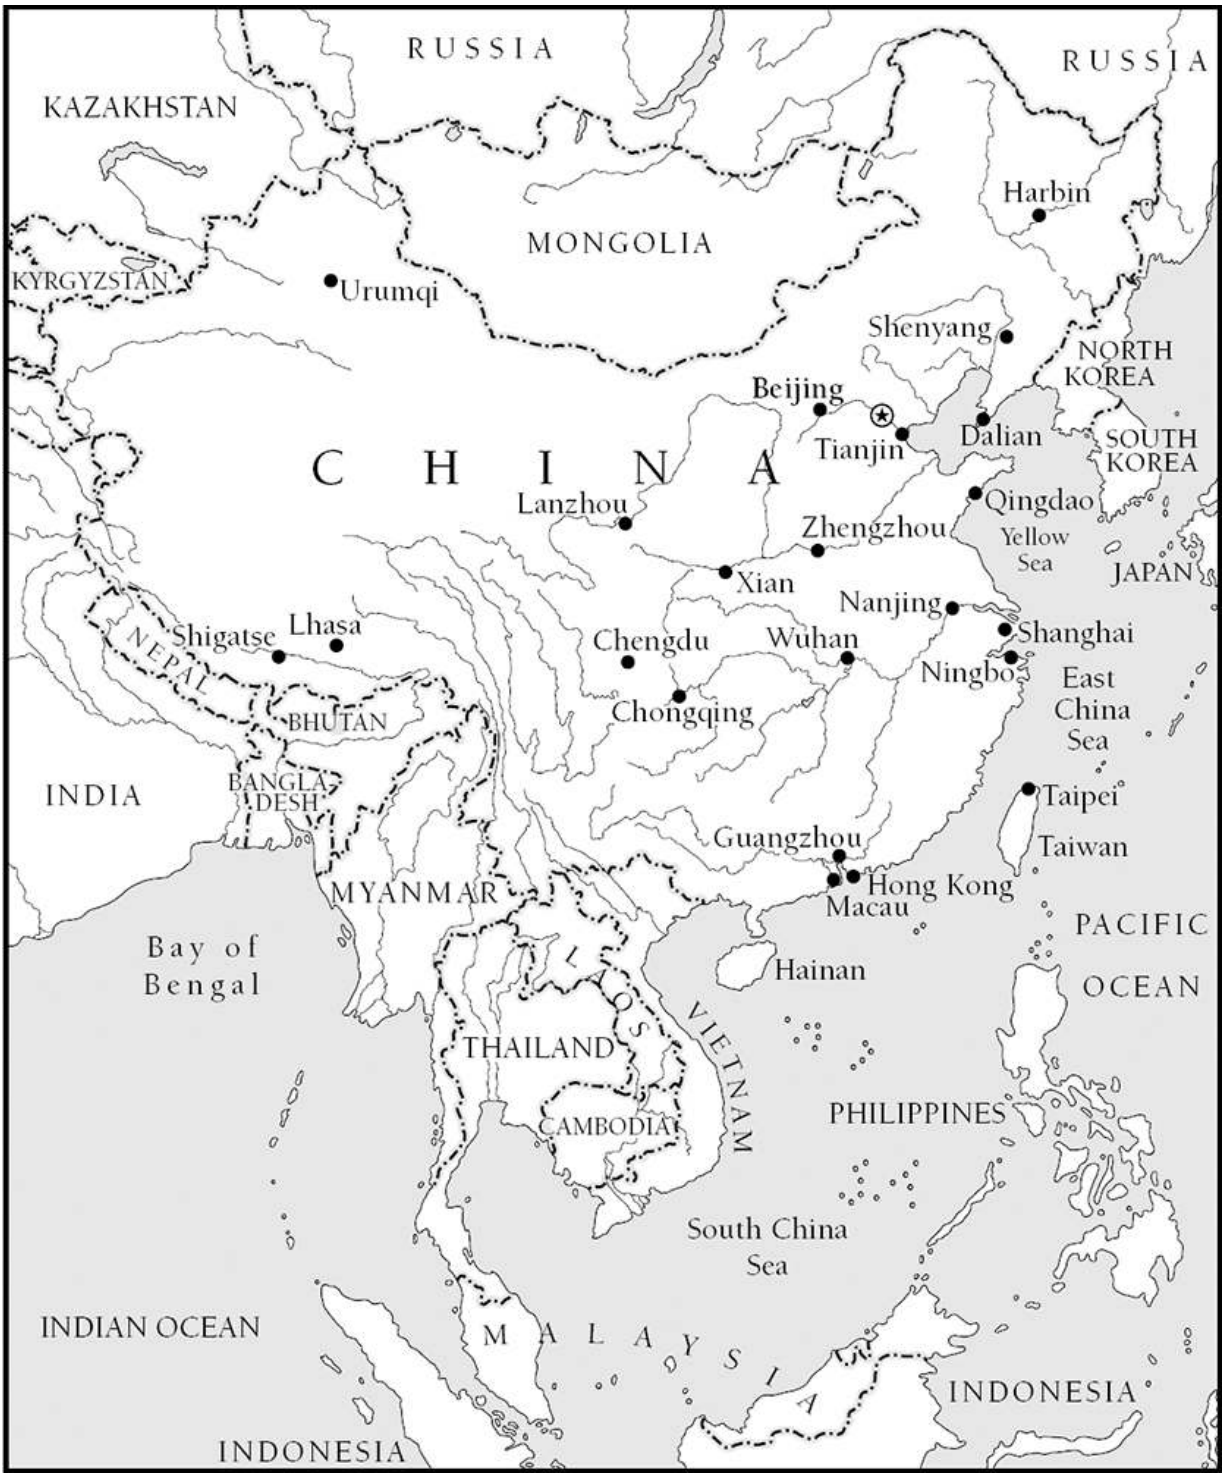 RUSSIA
RUSSIA
KAZAKHSTAN
Harbin
MONGOLIA
KYRGYZSTAN
Urumqi
Shenyang
NORTH
KOREA
Beijing
Tianjin
Dalian
SOUTH
KOREA
CHINA
Lanzhou
Qingdao
Zhengzhou
Yellow
Sea
JAPAN
Xian
Nanjing
Shigatse
Lhasa
NEPAL
Chengdu
Wuhan
Shanghai
Ningbo
East
China
Sea
BHUTAN
Chongqing
INDIA
BANGLA
DESH
Taipei
Guangzhou
Taiwan
MYANMAR
Hong Kong
Macau
Bay of
Bengal
LAOS
Hainan
PACIFIC
OCEAN
VIETNAM
THAILAND
CAMBODIA
PHILIPPINES
South China
Sea
INDIAN OCEAN
MALAYSIA
INDONESIA
INDONESIA